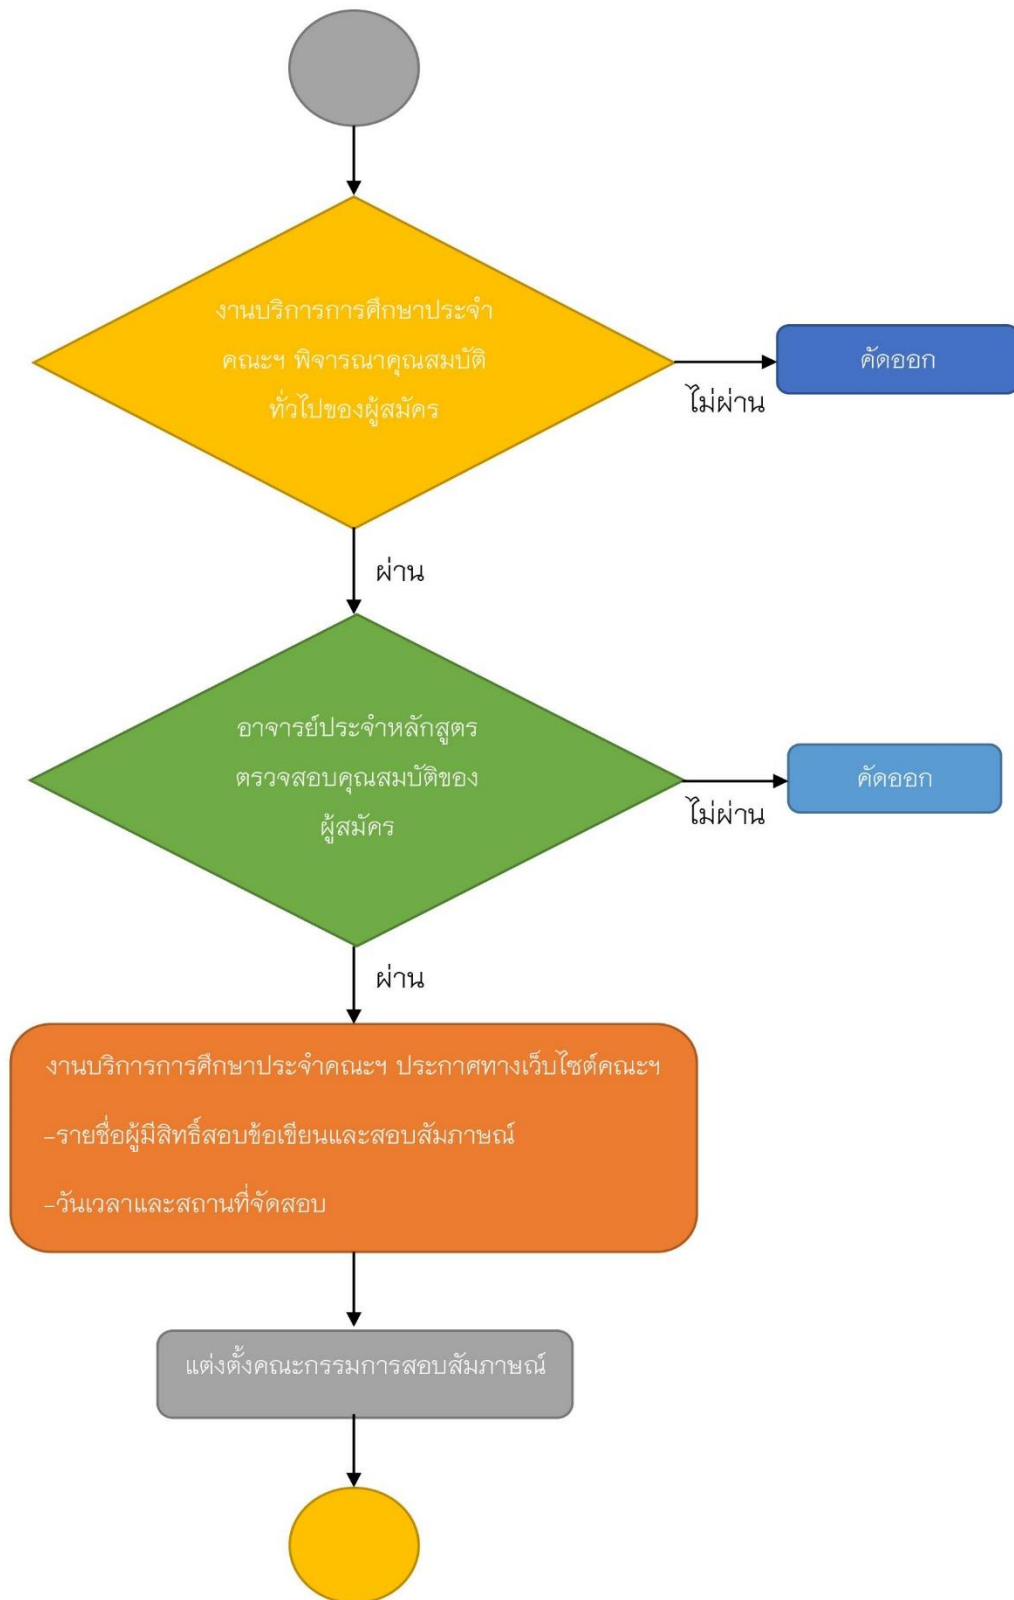 งานบริการการศึกษาประจำ
คณะฯ พิจารณาคุณสมบัติ
ทั่วไปของผู้สมัคร
คัดออก
ไม่ผ่าน
ผ่าน
อาจารย์ประจำหลักสูตร
ตรวจสอบคุณสมบัติของ
ผู้สมัคร
คัดออก
ไม่ผ่าน
ผ่าน
งานบริการการศึกษาประจำคณะฯ ประกาศทางเว็บไซต์คณะฯ
-รายชื่อผู้มีสิทธิ์สอบข้อเขียนและสอบสัมภาษณ์
-วันเวลาและสถานที่จัดสอบ
แต่งตั้งคณะกรรมการสอบสัมภาษณ์